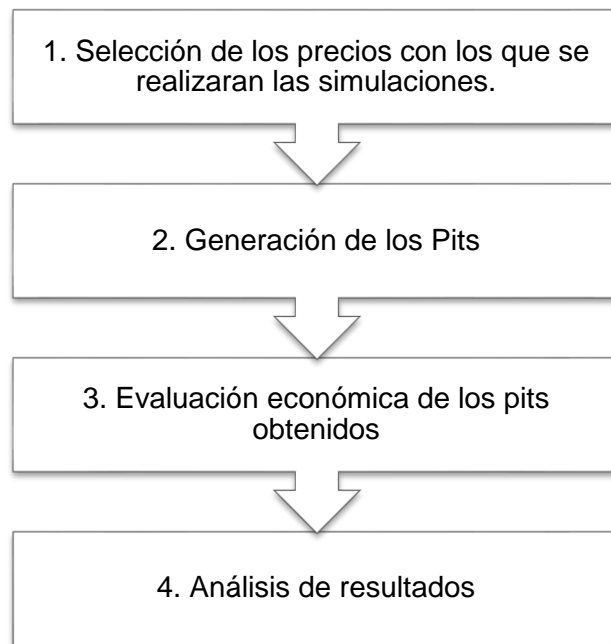 1. Selección de los precios con los que se
realizaran las simulaciones.
2. Generación de los Pits
3. Evaluación económica de los pits
obtenidos
4. Análisis de resultados